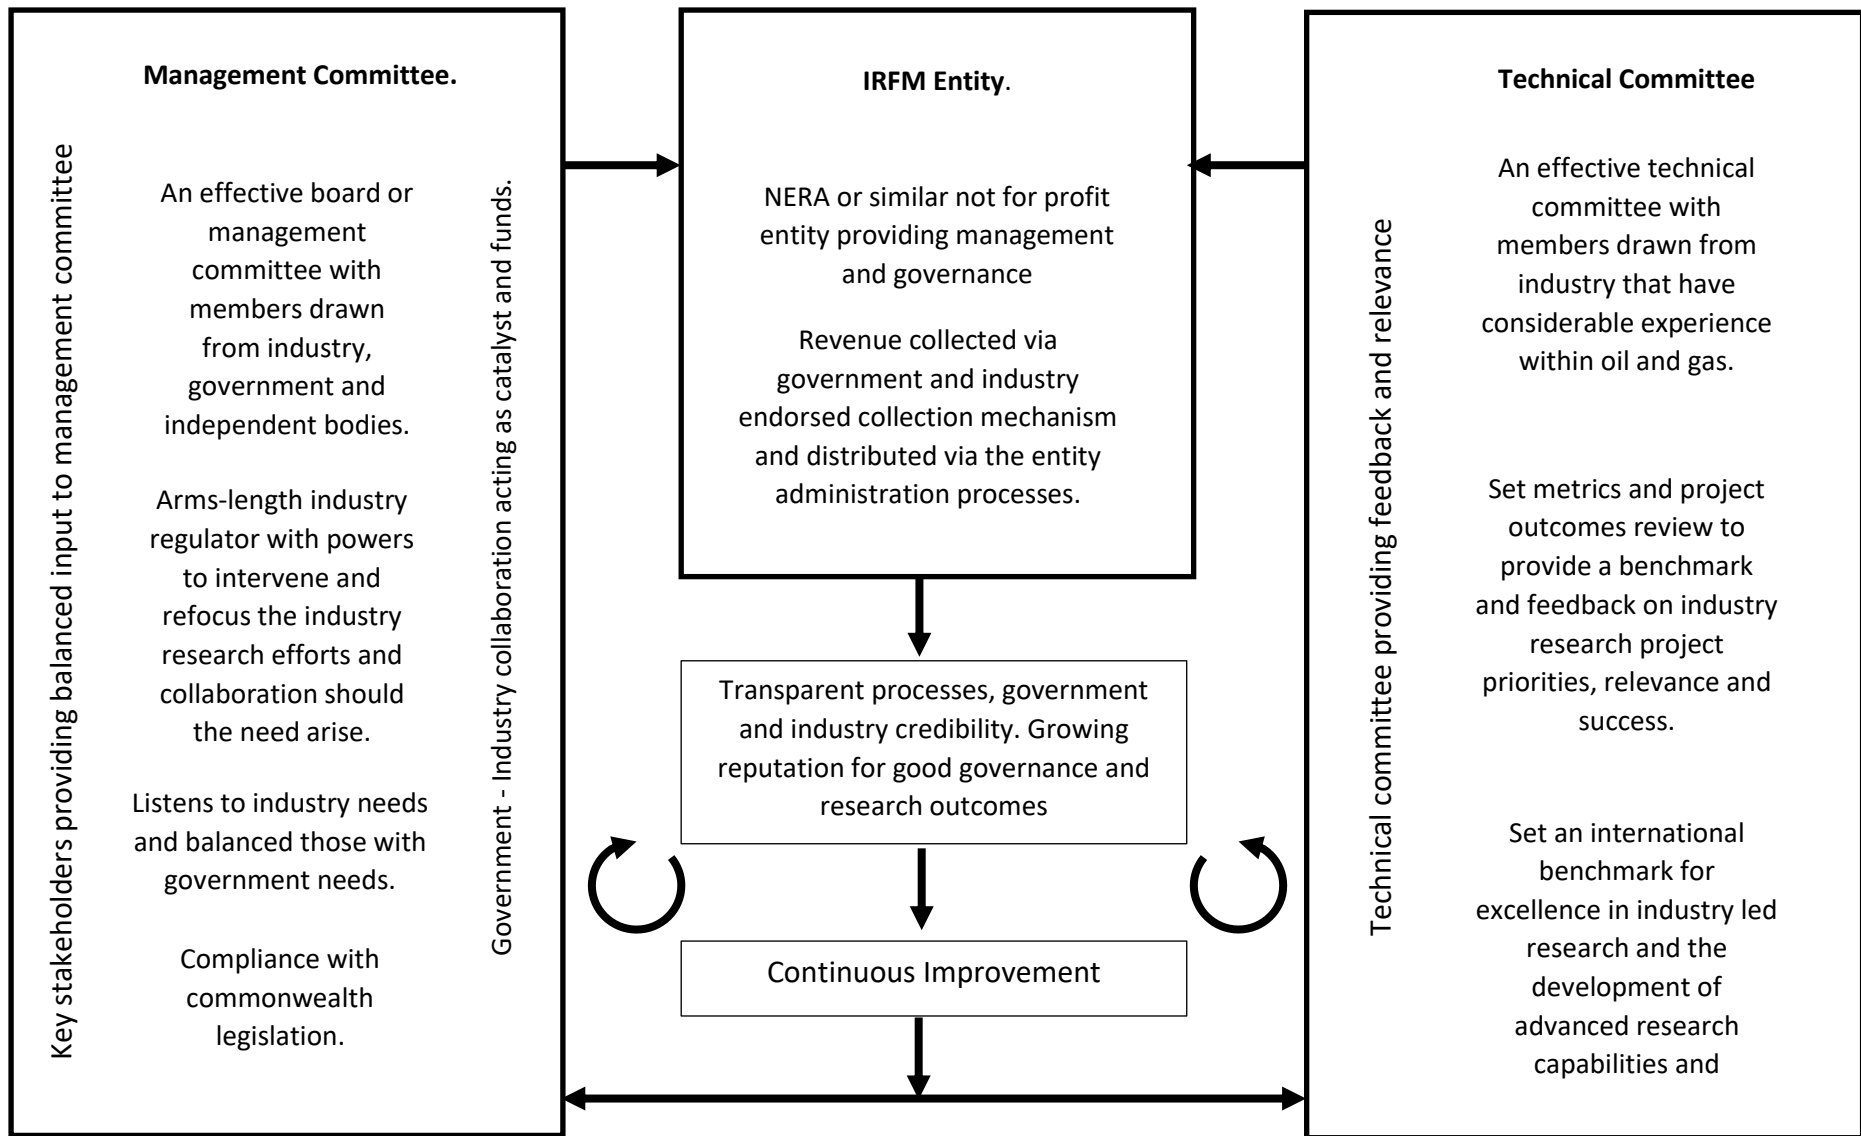 Management Committee.
Key stakeholders providing balanced input to management committee
An effective board or
management
committee with
members drawn
from industry,
government and
independent bodies.
Arms-length industry
regulator with powers
to intervene and
refocus the industry
research efforts and
collaboration should
the need arise.
Listens to industry needs
and balanced those with
government needs.
Compliance with
commonwealth
legislation.
Government - Industry collaboration acting as catalyst and funds.
IRFM Entity.
NERA or similar not for profit
entity providing management
and governance
Revenue collected via
government and industry
endorsed collection mechanism
and distributed via the entity
administration processes.
Transparent processes, government
and industry credibility. Growing
reputation for good governance and
research outcomes
Continuous Improvement
Technical Committee
Technical committee providing feedback and relevance
An effective technical
committee with
members drawn from
industry that have
considerable experience
within oil and gas.
Set metrics and project
outcomes review to
provide a benchmark
and feedback on industry
research project
priorities, relevance and
success.
Set an international
benchmark for
excellence in industry led
research and the
development of
advanced research
capabilities and